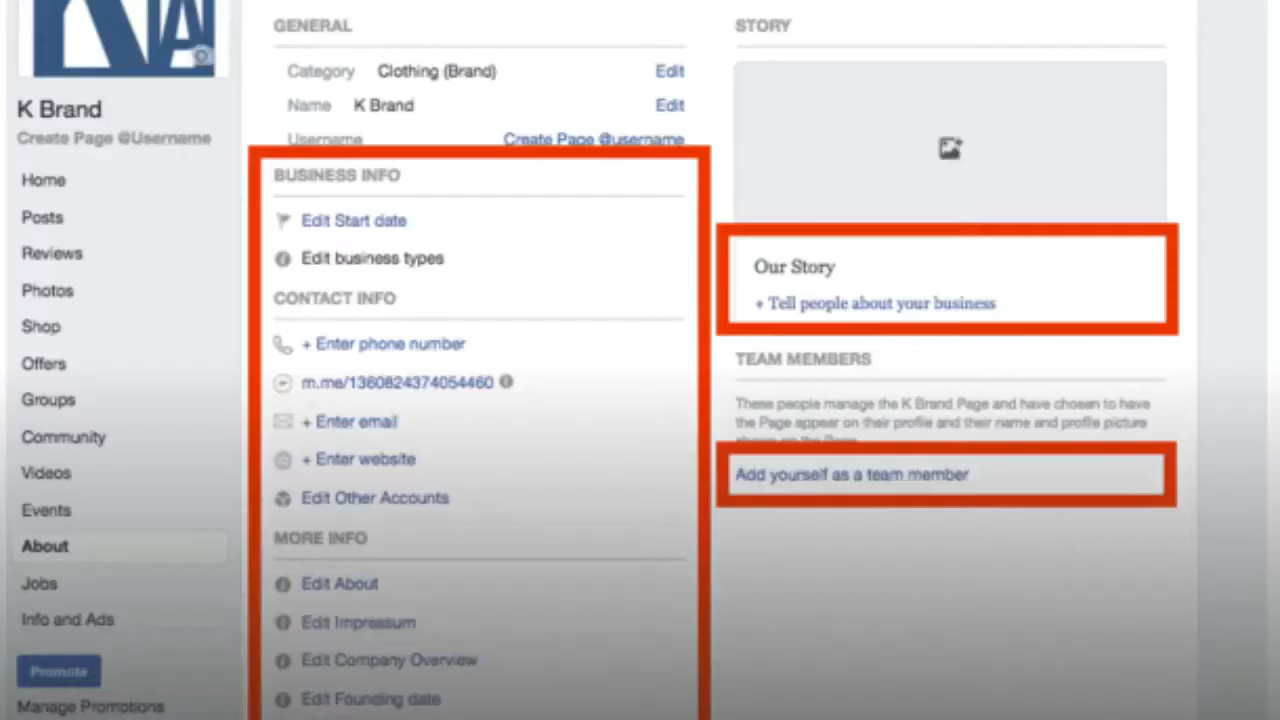 K Brand
Create Page @Username
Home
Posts
Reviews
Photos
Shop
Offers
Groups
Community
Videos
Events
About
Jobs
Info and Ads
Promote
Manage Promotions
GENERAL
Category Clothing (Brand) Edit
Name K Brand Edit
Username Create Page @username
BUSINESS INFO
Edit Start date
Edit business types
CONTACT INFO
+ Enter phone number
m.me/1360824374054460
+ Enter email
+ Enter website
Edit Other Accounts
MORE INFO
Edit About
Edit Impressum
Edit Company Overview
Edit Founding date
STORY
Our Story
+ Tell people about your business
TEAM MEMBERS
These people manage the K Brand Page and have chosen to have
the Page appear on their profile and their name and profile picture
shown on the Page.
Add yourself as a team member